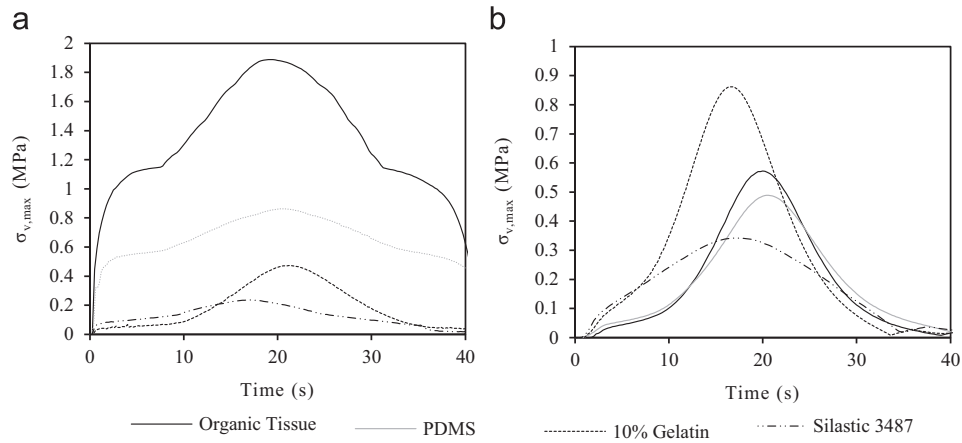 a
b
2
1.8
1.6
1.4
1.2
1
0.8
0.6
0.4
0.2
0
σv,max (MPa)
0 10 20 30 40
Time (s)
1
0.9
0.8
0.7
0.6
0.5
0.4
0.3
0.2
0.1
0
σv,max (MPa)
0 10 20 30 40
Time (s)
Organic Tissue PDMS 10% Gelatin Silastic 3487